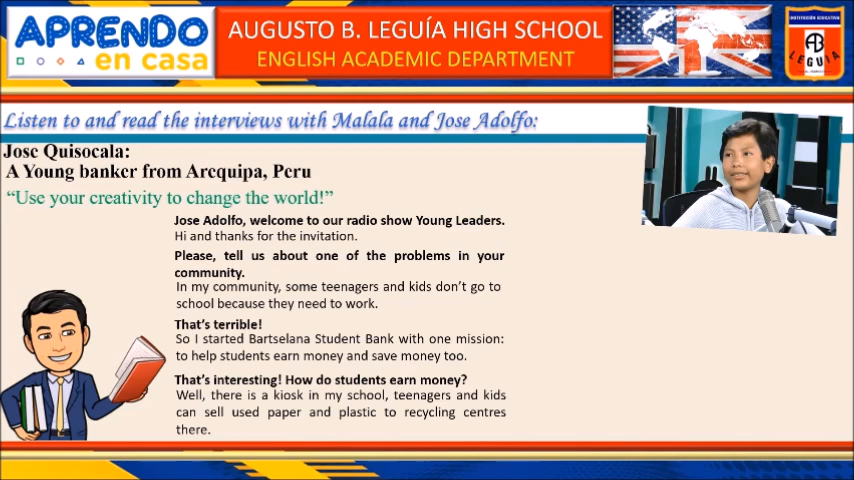 APRENDO
en casa
AUGUSTO B. LEGUÍA HIGH SCHOOL
ENGLISH ACADEMIC DEPARTMENT
INSTITUCIÓN EDUCATIVA
AB
LEGUIA
Listen to and read the interviews with Malala and Jose Adolfo:
Jose Quisocala:
A Young banker from Arequipa, Peru
“Use your creativity to change the world!”
Jose Adolfo, welcome to our radio show Young Leaders.
Hi and thanks for the invitation.
Please, tell us about one of the problems in your
community.
In my community, some teenagers and kids don’t go to
school because they need to work.
That’s terrible!
So I started Bartselana Student Bank with one mission:
to help students earn money and save money too.
That’s interesting! How do students earn money?
Well, there is a kiosk in my school, teenagers and kids
can sell used paper and plastic to recycling centres
there.